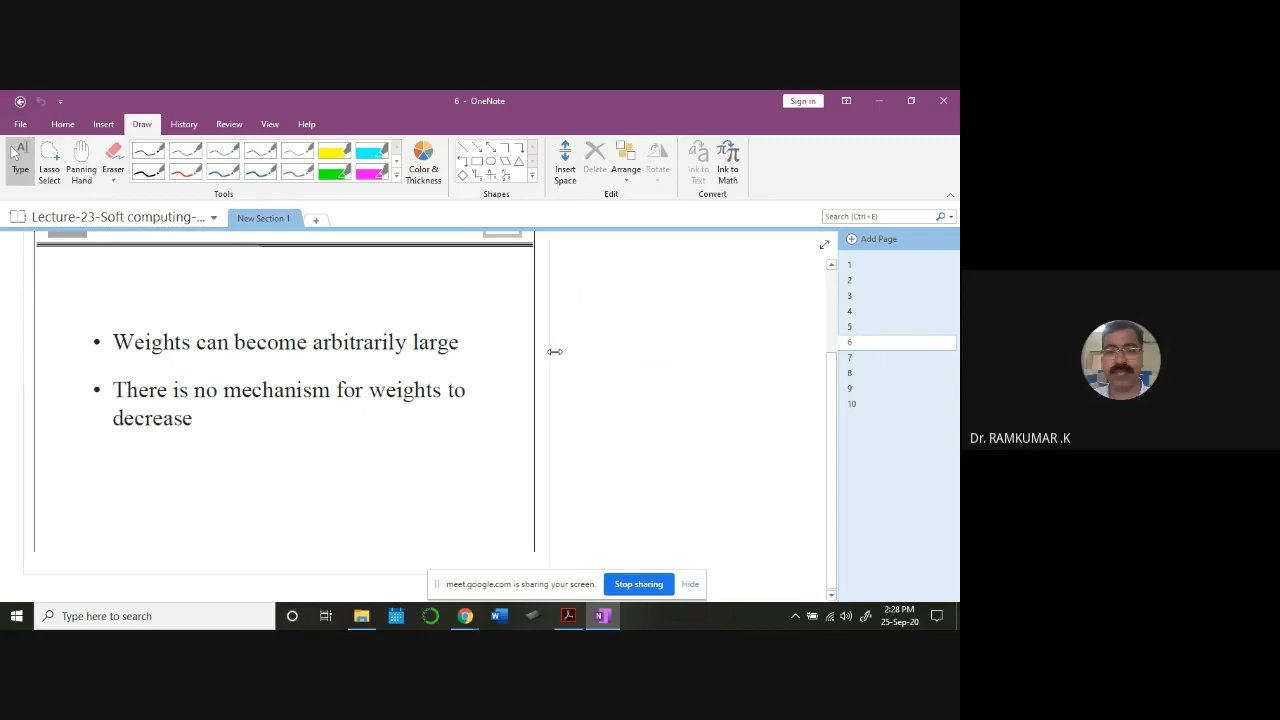 6 - OneNote
Sign in
File Home Insert Draw History Review View Help
Type
Lasso Select
Panning Hand
Eraser
Color & Thickness
Insert Space
Delete
Arrange
Rotate
Ink to Text
Ink to Math
Tools
Shapes
Edit
Convert
Lecture-23-Soft computing-...
New Section 1
Search (Ctrl+E)
Add Page
1
2
3
4
5
6
7
8
9
10
• Weights can become arbitrarily large
• There is no mechanism for weights to
decrease
Dr. RAMKUMAR .K
meet.google.com is sharing your screen.
Stop sharing
Hide
Type here to search
2:28 PM
25-Sep-20